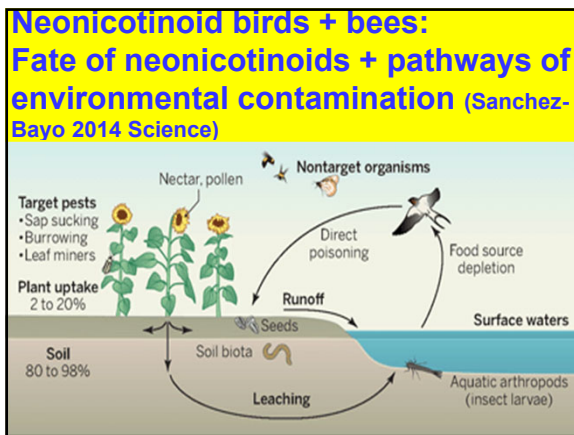 Neonicotinoid birds + bees:
Fate of neonicotinoids + pathways of
environmental contamination (Sanchez-
Bayo 2014 Science)
Nontarget organisms
Nectar, pollen
Target pests
•Sap sucking
•Burrowing
•Leaf miners
Plant uptake
2 to 20%
Direct
poisoning
Food source
depletion
Runoff
Surface waters
Seeds
Soil biota
Soil
80 to 98%
Leaching
Aquatic arthropods
(insect larvae)